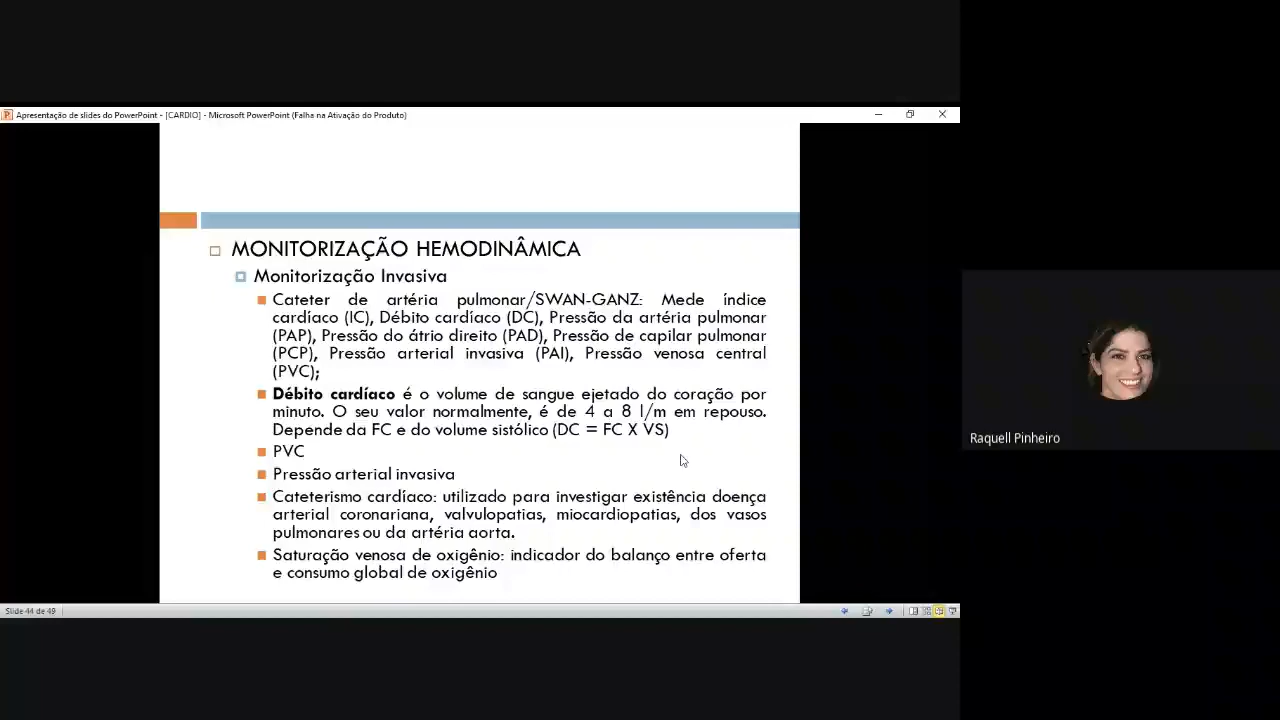 Apresentação de slides do PowerPoint - [CARDIO] - Microsoft PowerPoint (Falha na Ativação do Produto)
MONITORIZAÇÃO HEMODINÂMICA
Monitorização Invasiva
Cateter de artéria pulmonar/SWAN-GANZ: Mede índice
cardíaco (IC), Débito cardíaco (DC), Pressão da artéria pulmonar
(PAP), Pressão do átrio direito (PAD), Pressão de capilar pulmonar
(PCP), Pressão arterial invasiva (PAI), Pressão venosa central
(PVC);
Débito cardíaco é o volume de sangue ejetado do coração por
minuto. O seu valor normalmente, é de 4 a 8 l/m em repouso.
Depende da FC e do volume sistólico (DC = FC X VS)
PVC
Pressão arterial invasiva
Cateterismo cardíaco: utilizado para investigar existência doença
arterial coronariana, valvulopatias, miocardiopatias, dos vasos
pulmonares ou da artéria aorta.
Saturação venosa de oxigênio: indicador do balanço entre oferta
e consumo global de oxigênio
Raquell Pinheiro
Slide 44 de 49